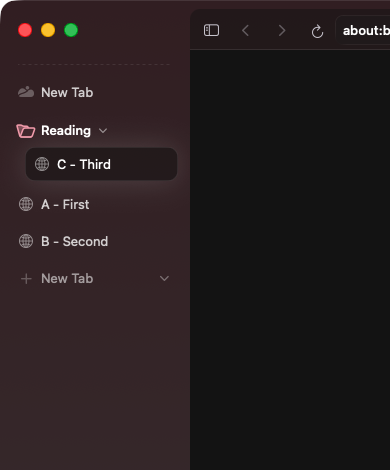 about:b
New Tab
Reading
C - Third
A - First
B - Second
New Tab